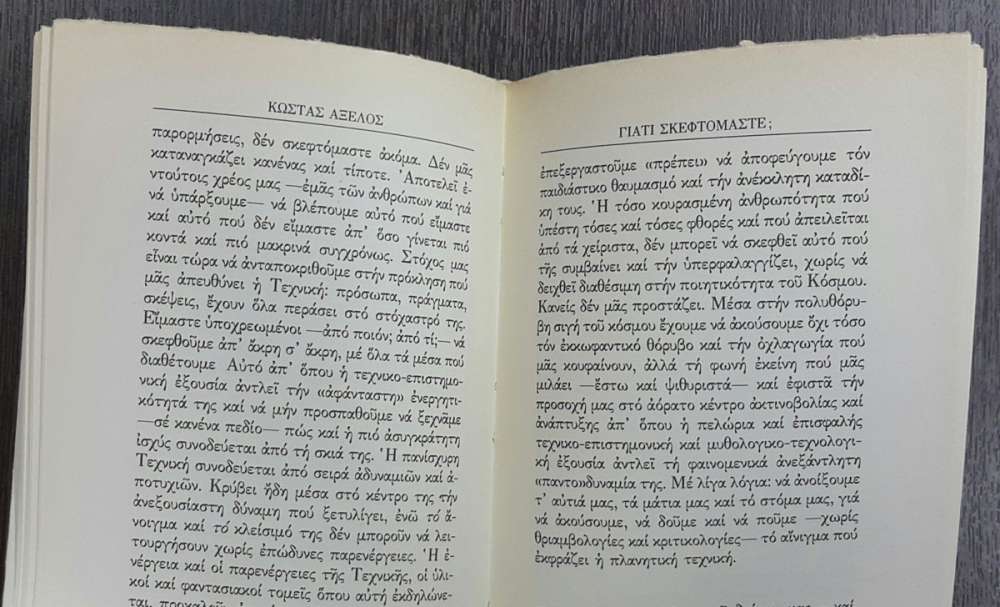 ΚΩΣΤΑΣ ΑΞΕΛΟΣ
παρορμήσεις, δέν σκεφτόμαστε ἀκόμα. Δέν μᾶς
καταναγκάζει κανένας καί τίποτε. Ἀποτελεῖ ἐ-
ντούτοις χρέος μας —ἐμᾶς τῶν ἀνθρώπων καί γιά
νά ὑπάρξουμε— νά βλέπουμε αὐτό πού εἴμαστε
καί αὐτό πού δέν εἴμαστε ἀπ’ ὅσο γίνεται πιό
κοντά καί πιό μακρινά συγχρόνως. Στόχος μας
εἶναι τώρα νά ἀνταποκριθοῦμε στήν πρόκληση πού
μᾶς ἀπευθύνει ἡ Τεχνική: πρόσωπα, πράγματα,
σκέψεις, ἔχουν ὅλα περάσει στό στόχαστρό της.
Εἴμαστε ὑποχρεωμένοι —ἀπό ποιόν; ἀπό τί;— νά
σκεφθοῦμε ἀπ’ ἄκρη σ’ ἄκρη, μέ ὅλα τά μέσα πού
διαθέτουμε Αὐτό ἀπ’ ὅπου ἡ τεχνικο-επιστημο-
νική ἐξουσία ἀντλεῖ τήν «ἀφάνταστη» ἐνεργητι-
κότητά της καί νά μήν προσπαθοῦμε νά ξεχνᾶμε
—σέ κανένα πεδίο— πώς καί ἡ πιό ἀσυγκράτητη
ἰσχύς συνοδεύεται ἀπό τή σκιά της. Ἡ πανίσχυρη
Τεχνική συνοδεύεται ἀπό σειρά ἀδυναμιῶν καί ἀ-
ποτυχιῶν. Κρύβει ἤδη μέσα στό κέντρο της τήν
ἀνεξουσίαστη δύναμη πού ξετυλίγει, ἐνῶ τό ἄ-
νοιγμα καί τό κλείσιμό της δέν μποροῦν νά λει-
τουργήσουν χωρίς ἐπώδυνες παρενέργειες. Ἡ ἐ-
νέργεια καί οἱ παρενέργειες τῆς Τεχνικῆς, οἱ ὑλι-
κοί καί φαντασιακοί τομεῖς ὅπου αὐτή ἐκδηλώνε-
ται, προκαλεῖ
ΓΙΑΤΙ ΣΚΕΦΤΟΜΑΣΤΕ;
ἐπεξεργαστοῦμε «πρέπει» νά ἀποφεύγουμε τόν
παιδιάστικο θαυμασμό καί τήν ἀνέκκλητη καταδί-
κη τους. Ἡ τόσο κουρασμένη ἀνθρωπότητα πού
ὑπέστη τόσες καί τόσες φθορές καί πού ἀπειλεῖται
ἀπό τά χείριστα, δέν μπορεῖ νά σκεφθεῖ αὐτό πού
τῆς συμβαίνει καί τήν ὑπερφαλαγγίζει, χωρίς νά
δειχθεῖ διαθέσιμη στήν ποιητικότητα τοῦ Κόσμου.
Κανείς δέν μᾶς προστάζει. Μέσα στήν πολυθόρυ-
βη σιγή τοῦ κόσμου ἔχουμε νά ἀκούσουμε ὄχι τόσο
τόν ἐκκωφαντικό θόρυβο καί τήν ὀχλαγωγία πού
μᾶς κουφαίνουν, ἀλλά τή φωνή ἐκείνη πού μᾶς
μιλάει —ἔστω καί ψιθυριστά— καί ἐφιστᾶ τήν
προσοχή μας στό ἀόρατο κέντρο ἀκτινοβολίας καί
ἀνάπτυξης ἀπ’ ὅπου ἡ πελώρια καί ἐπισφαλής
τεχνικο-επιστημονική καί μυθολογικο-τεχνολογι-
κή ἐξουσία ἀντλεῖ τή φαινομενικά ἀνεξάντλητη
«παντο»δυναμία της. Μέ λίγα λόγια: νά ἀνοίξουμε
τ’ αὐτιά μας, τά μάτια μας καί τό στόμα μας, γιά
νά ἀκούσουμε, νά δοῦμε καί νά ποῦμε —χωρίς
θριαμβολογίες καί κριτικολογίες— τό αἴνιγμα πού
ἐκφράζει ἡ πλανητική τεχνική.